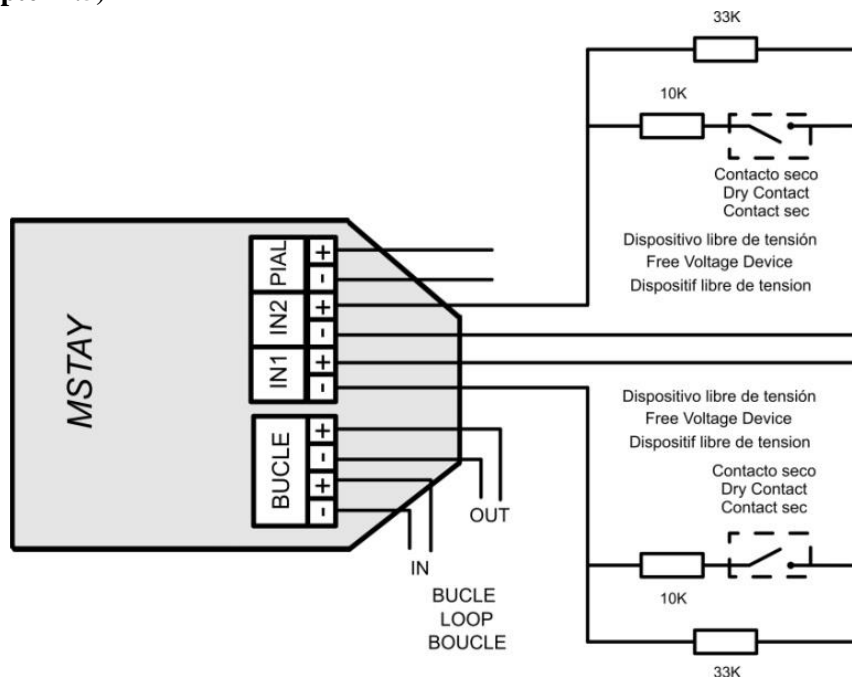 33K
10K
Contacto seco
Dry Contact
Contact sec
Dispositivo libre de tensión
Free Voltage Device
Dispositif libre de tension
MSTAY
PIAL
+
-
IN2
+
-
IN1
+
-
BUCLE
+
-
+
-
OUT
IN
BUCLE
LOOP
BOUCLE
Dispositivo libre de tensión
Free Voltage Device
Dispositif libre de tension
Contacto seco
Dry Contact
Contact sec
10K
33K